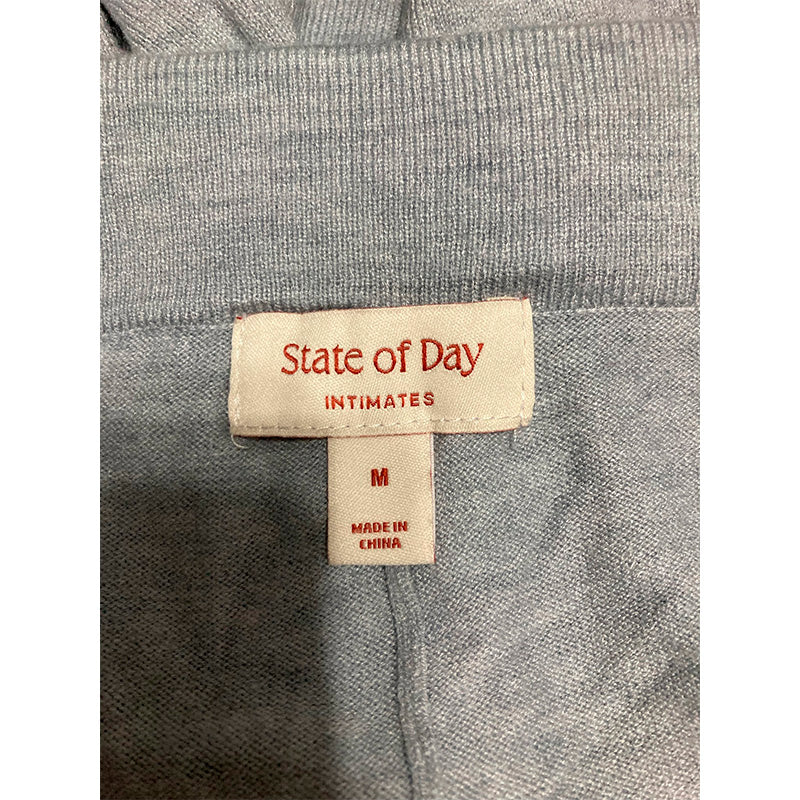 State of Day
INTIMATES
M
MADE IN
CHINA